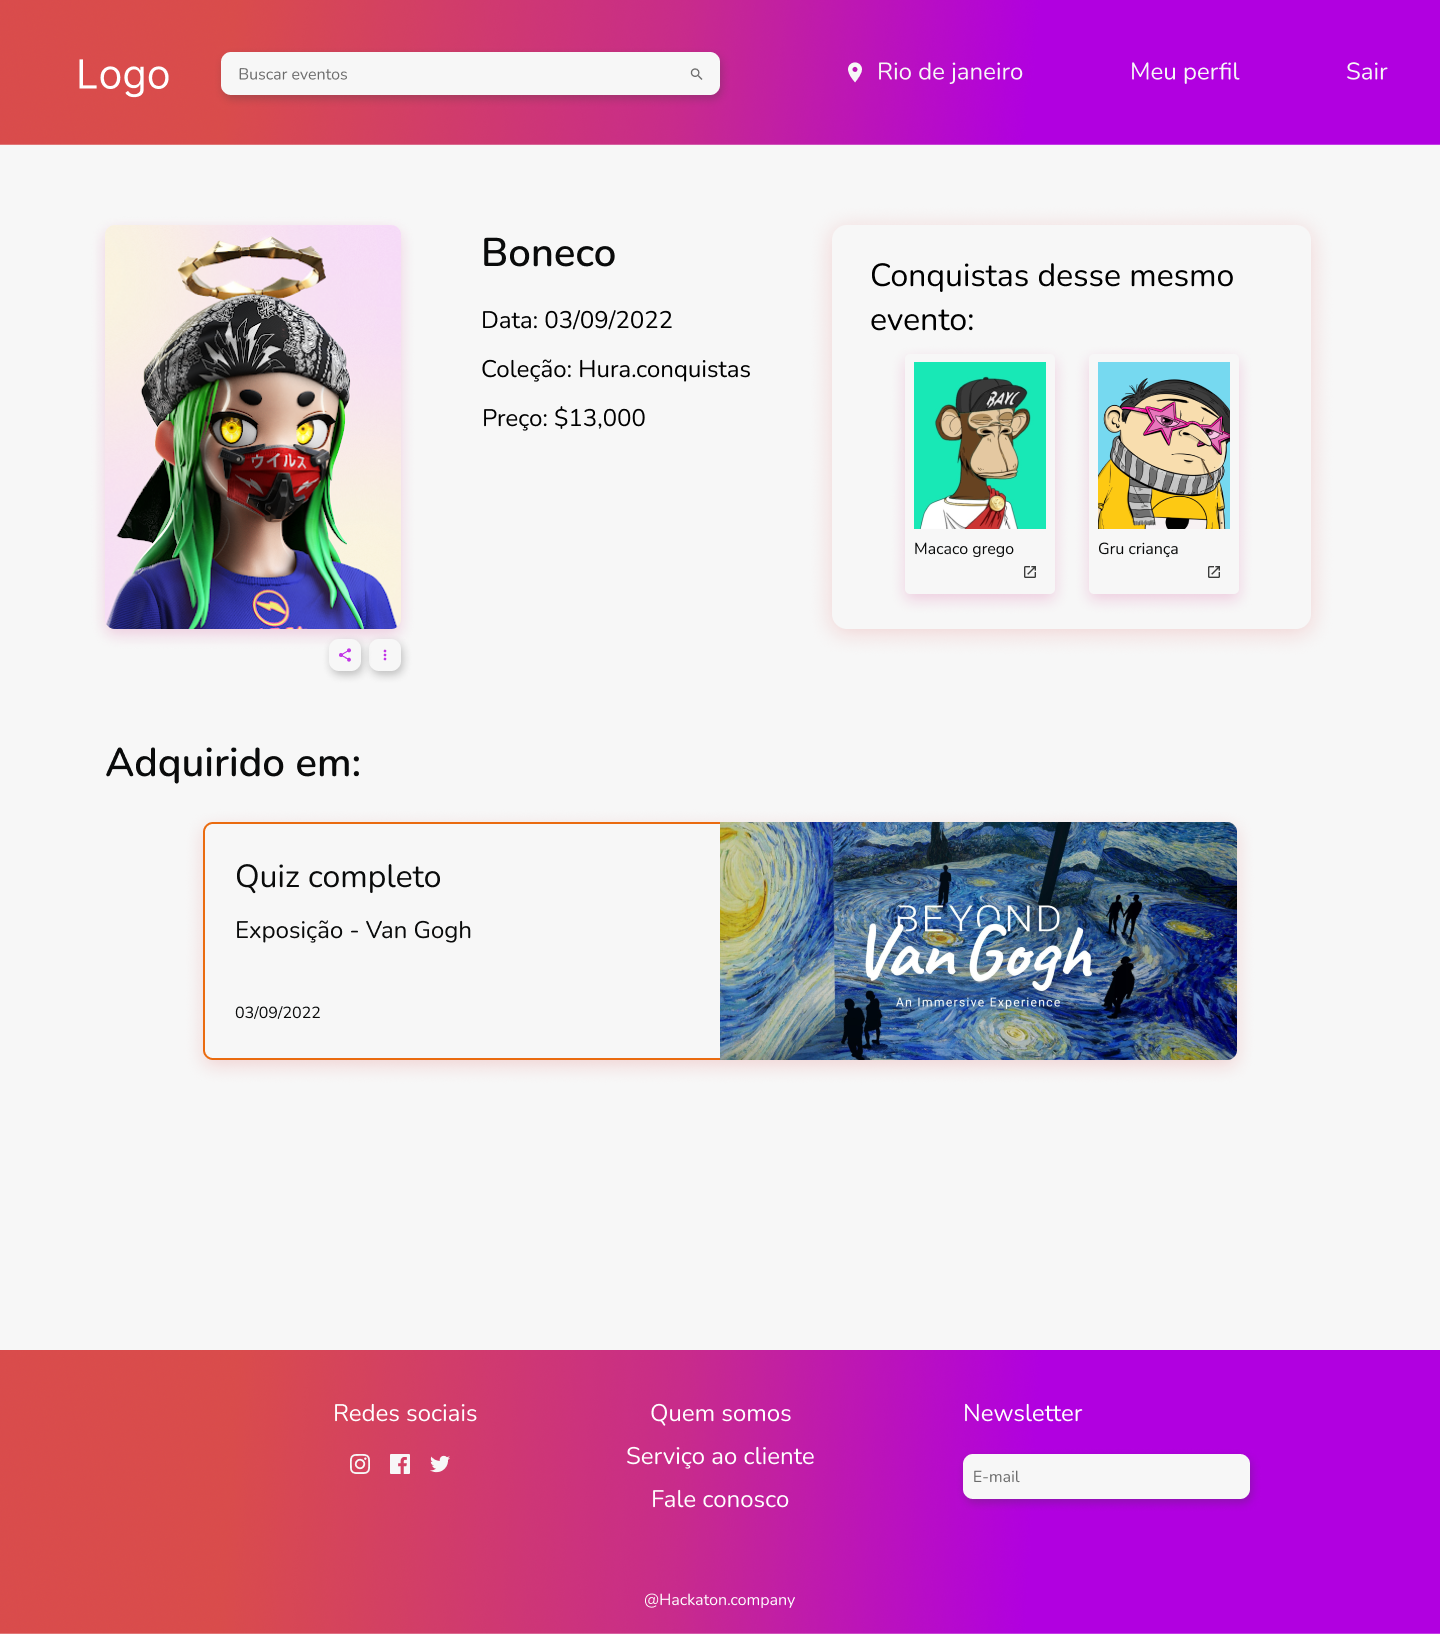 Logo
Buscar eventos
Rio de janeiro
Meu perfil
Sair
ウイルス
Boneco
Data: 03/09/2022
Coleção: Hura.conquistas
Preço: $13,000
Conquistas desse mesmo
evento:
BAYC
Macaco grego
Gru criança
Adquirido em:
Quiz completo
Exposição - Van Gogh
03/09/2022
BEYOND
Van Gogh
An Immersive Experience
Redes sociais
Quem somos
Serviço ao cliente
Fale conosco
Newsletter
E-mail
@Hackaton.company